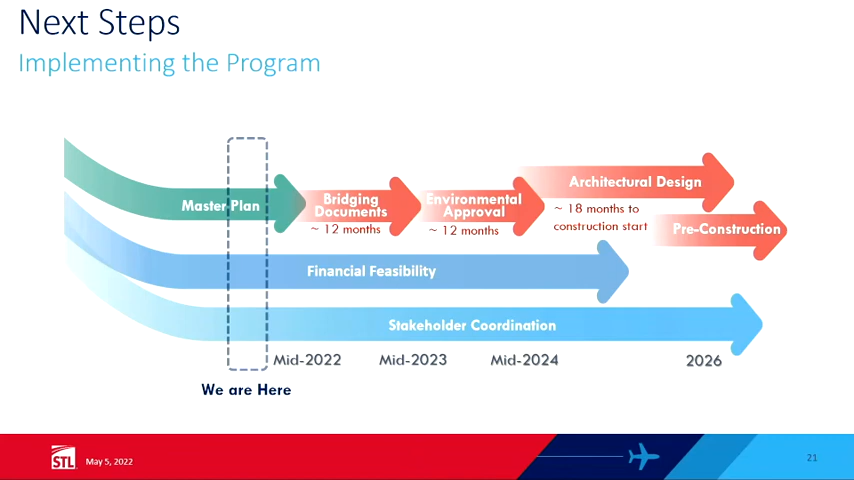 Next Steps
Implementing the Program
Master Plan
Bridging
Documents
~ 12 months
Environmental
Approval
~ 12 months
Architectural Design
~ 18 months to
construction start
Pre-Construction
Financial Feasibility
Stakeholder Coordination
Mid-2022
Mid-2023
Mid-2024
2026
We are Here
STL
May 5, 2022
21